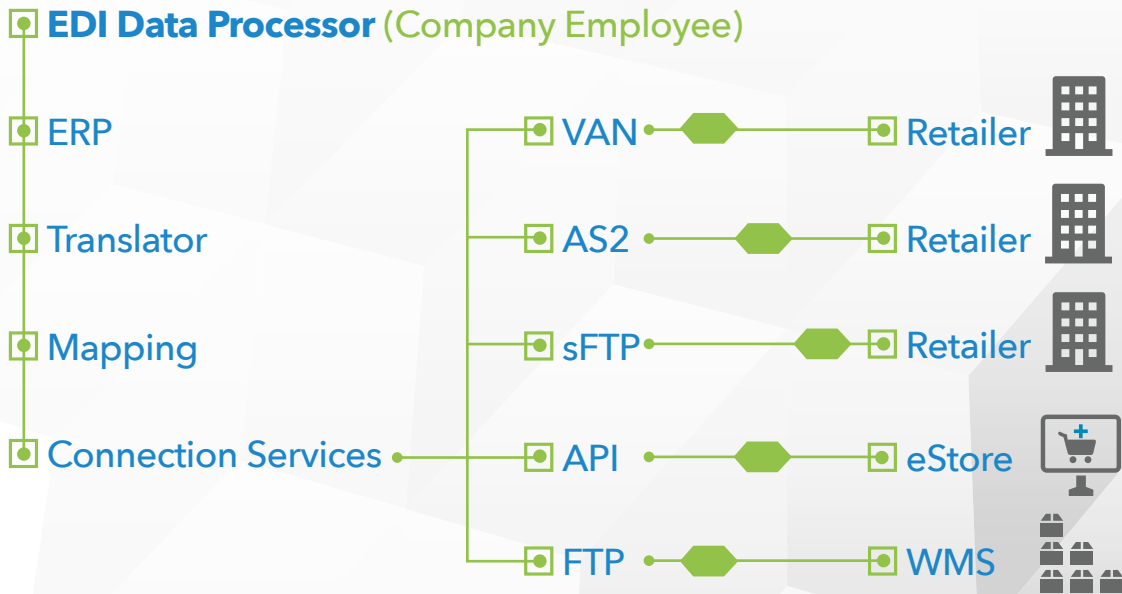 EDI Data Processor (Company Employee)
ERP
VAN
Retailer
Translator
AS2
Retailer
Mapping
sFTP
Retailer
Connection Services
API
eStore
FTP
WMS